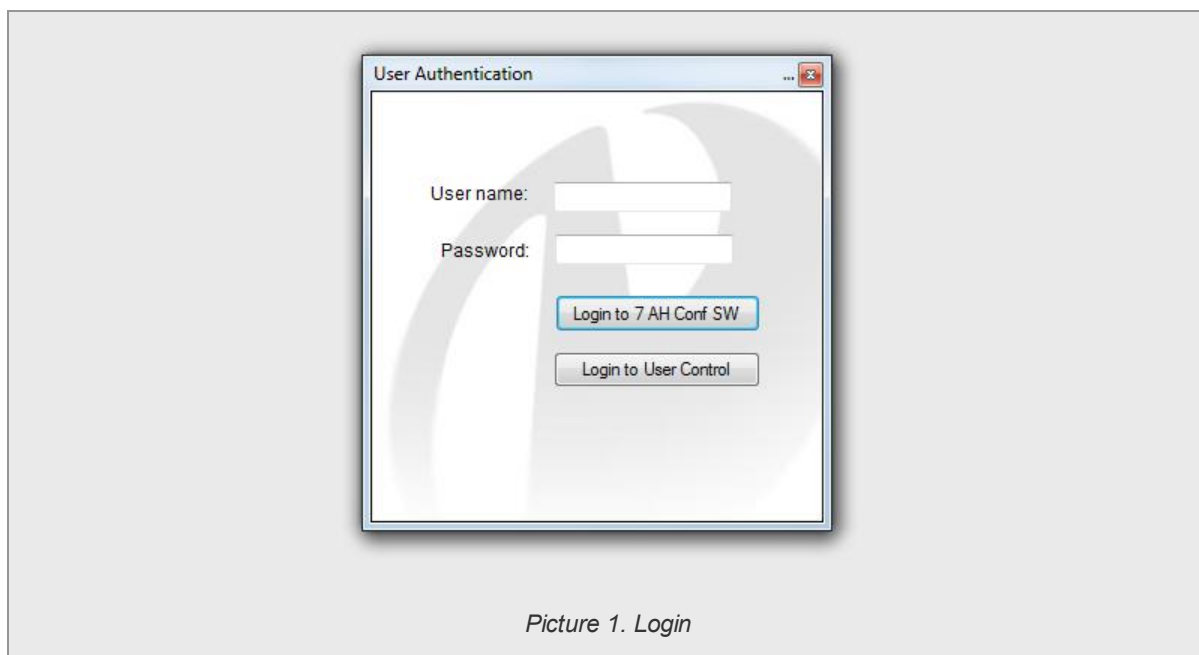 User Authentication ...
User name:
Password:
Login to 7 AH Conf SW
Login to User Control
Picture 1. Login